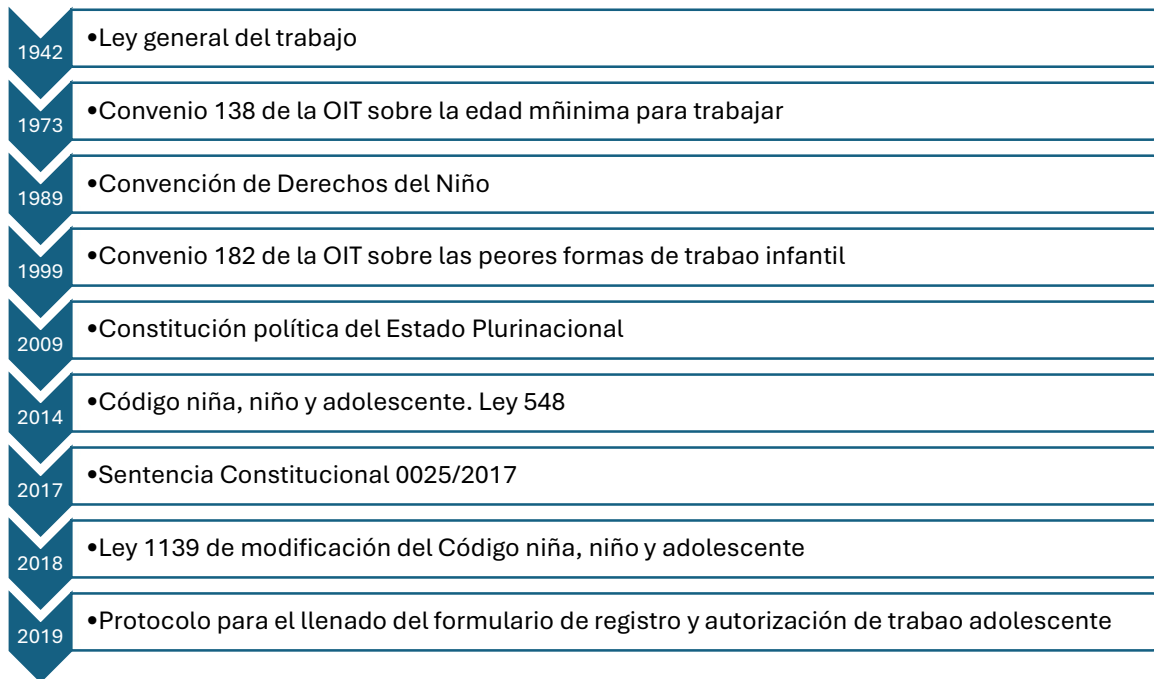 1942
•Ley general del trabajo
1973
•Convenio 138 de la OIT sobre la edad mñinima para trabajar
1989
•Convención de Derechos del Niño
1999
•Convenio 182 de la OIT sobre las peores formas de trabao infantil
2009
•Constitución política del Estado Plurinacional
2014
•Código niña, niño y adolescente. Ley 548
2017
•Sentencia Constitucional 0025/2017
2018
•Ley 1139 de modificación del Código niña, niño y adolescente
2019
•Protocolo para el llenado del formulario de registro y autorización de trabao adolescente